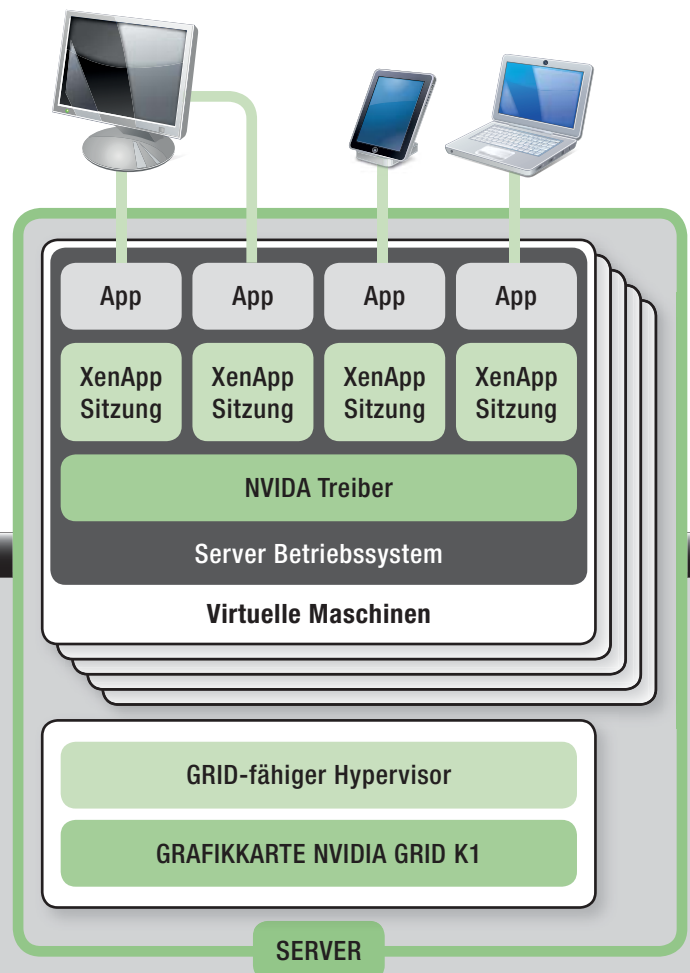 App App App App
XenApp Sitzung XenApp Sitzung XenApp Sitzung XenApp Sitzung
NVIDA Treiber
Server Betriebssystem
Virtuelle Maschinen
GRID-fähiger Hypervisor
GRAFIKKARTE NVIDIA GRID K1
SERVER